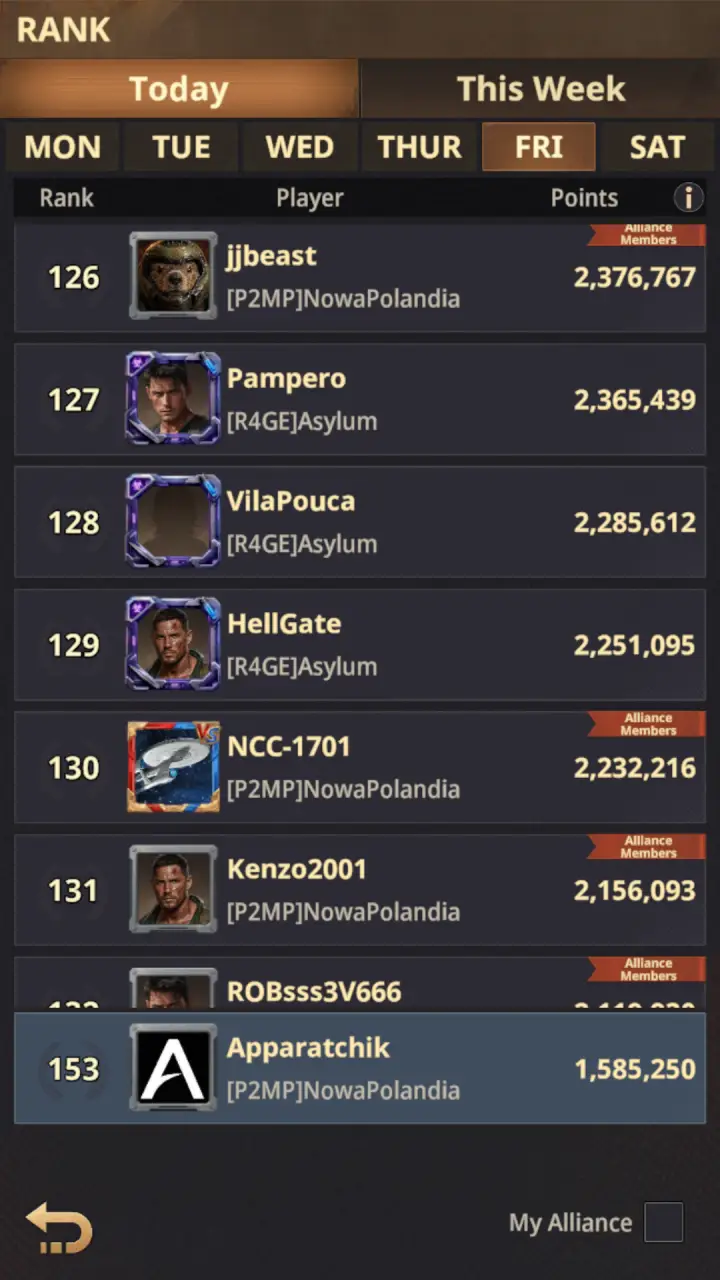 RANK
Today
This Week
MON
TUE
WED
THUR
FRI
SAT
Rank
Player
Points
i
126
jjbeast
[P2MP]NowaPolandia
Alliance
Members
2,376,767
127
Pampero
[R4GE]Asylum
2,365,439
128
VilaPouca
[R4GE]Asylum
2,285,612
129
HellGate
[R4GE]Asylum
2,251,095
130
VS
NCC-1701
[P2MP]NowaPolandia
Alliance
Members
2,232,216
131
Kenzo2001
[P2MP]NowaPolandia
Alliance
Members
2,156,093
ROBsss3V666
Alliance
Members
153
Apparatchik
[P2MP]NowaPolandia
1,585,250
My Alliance